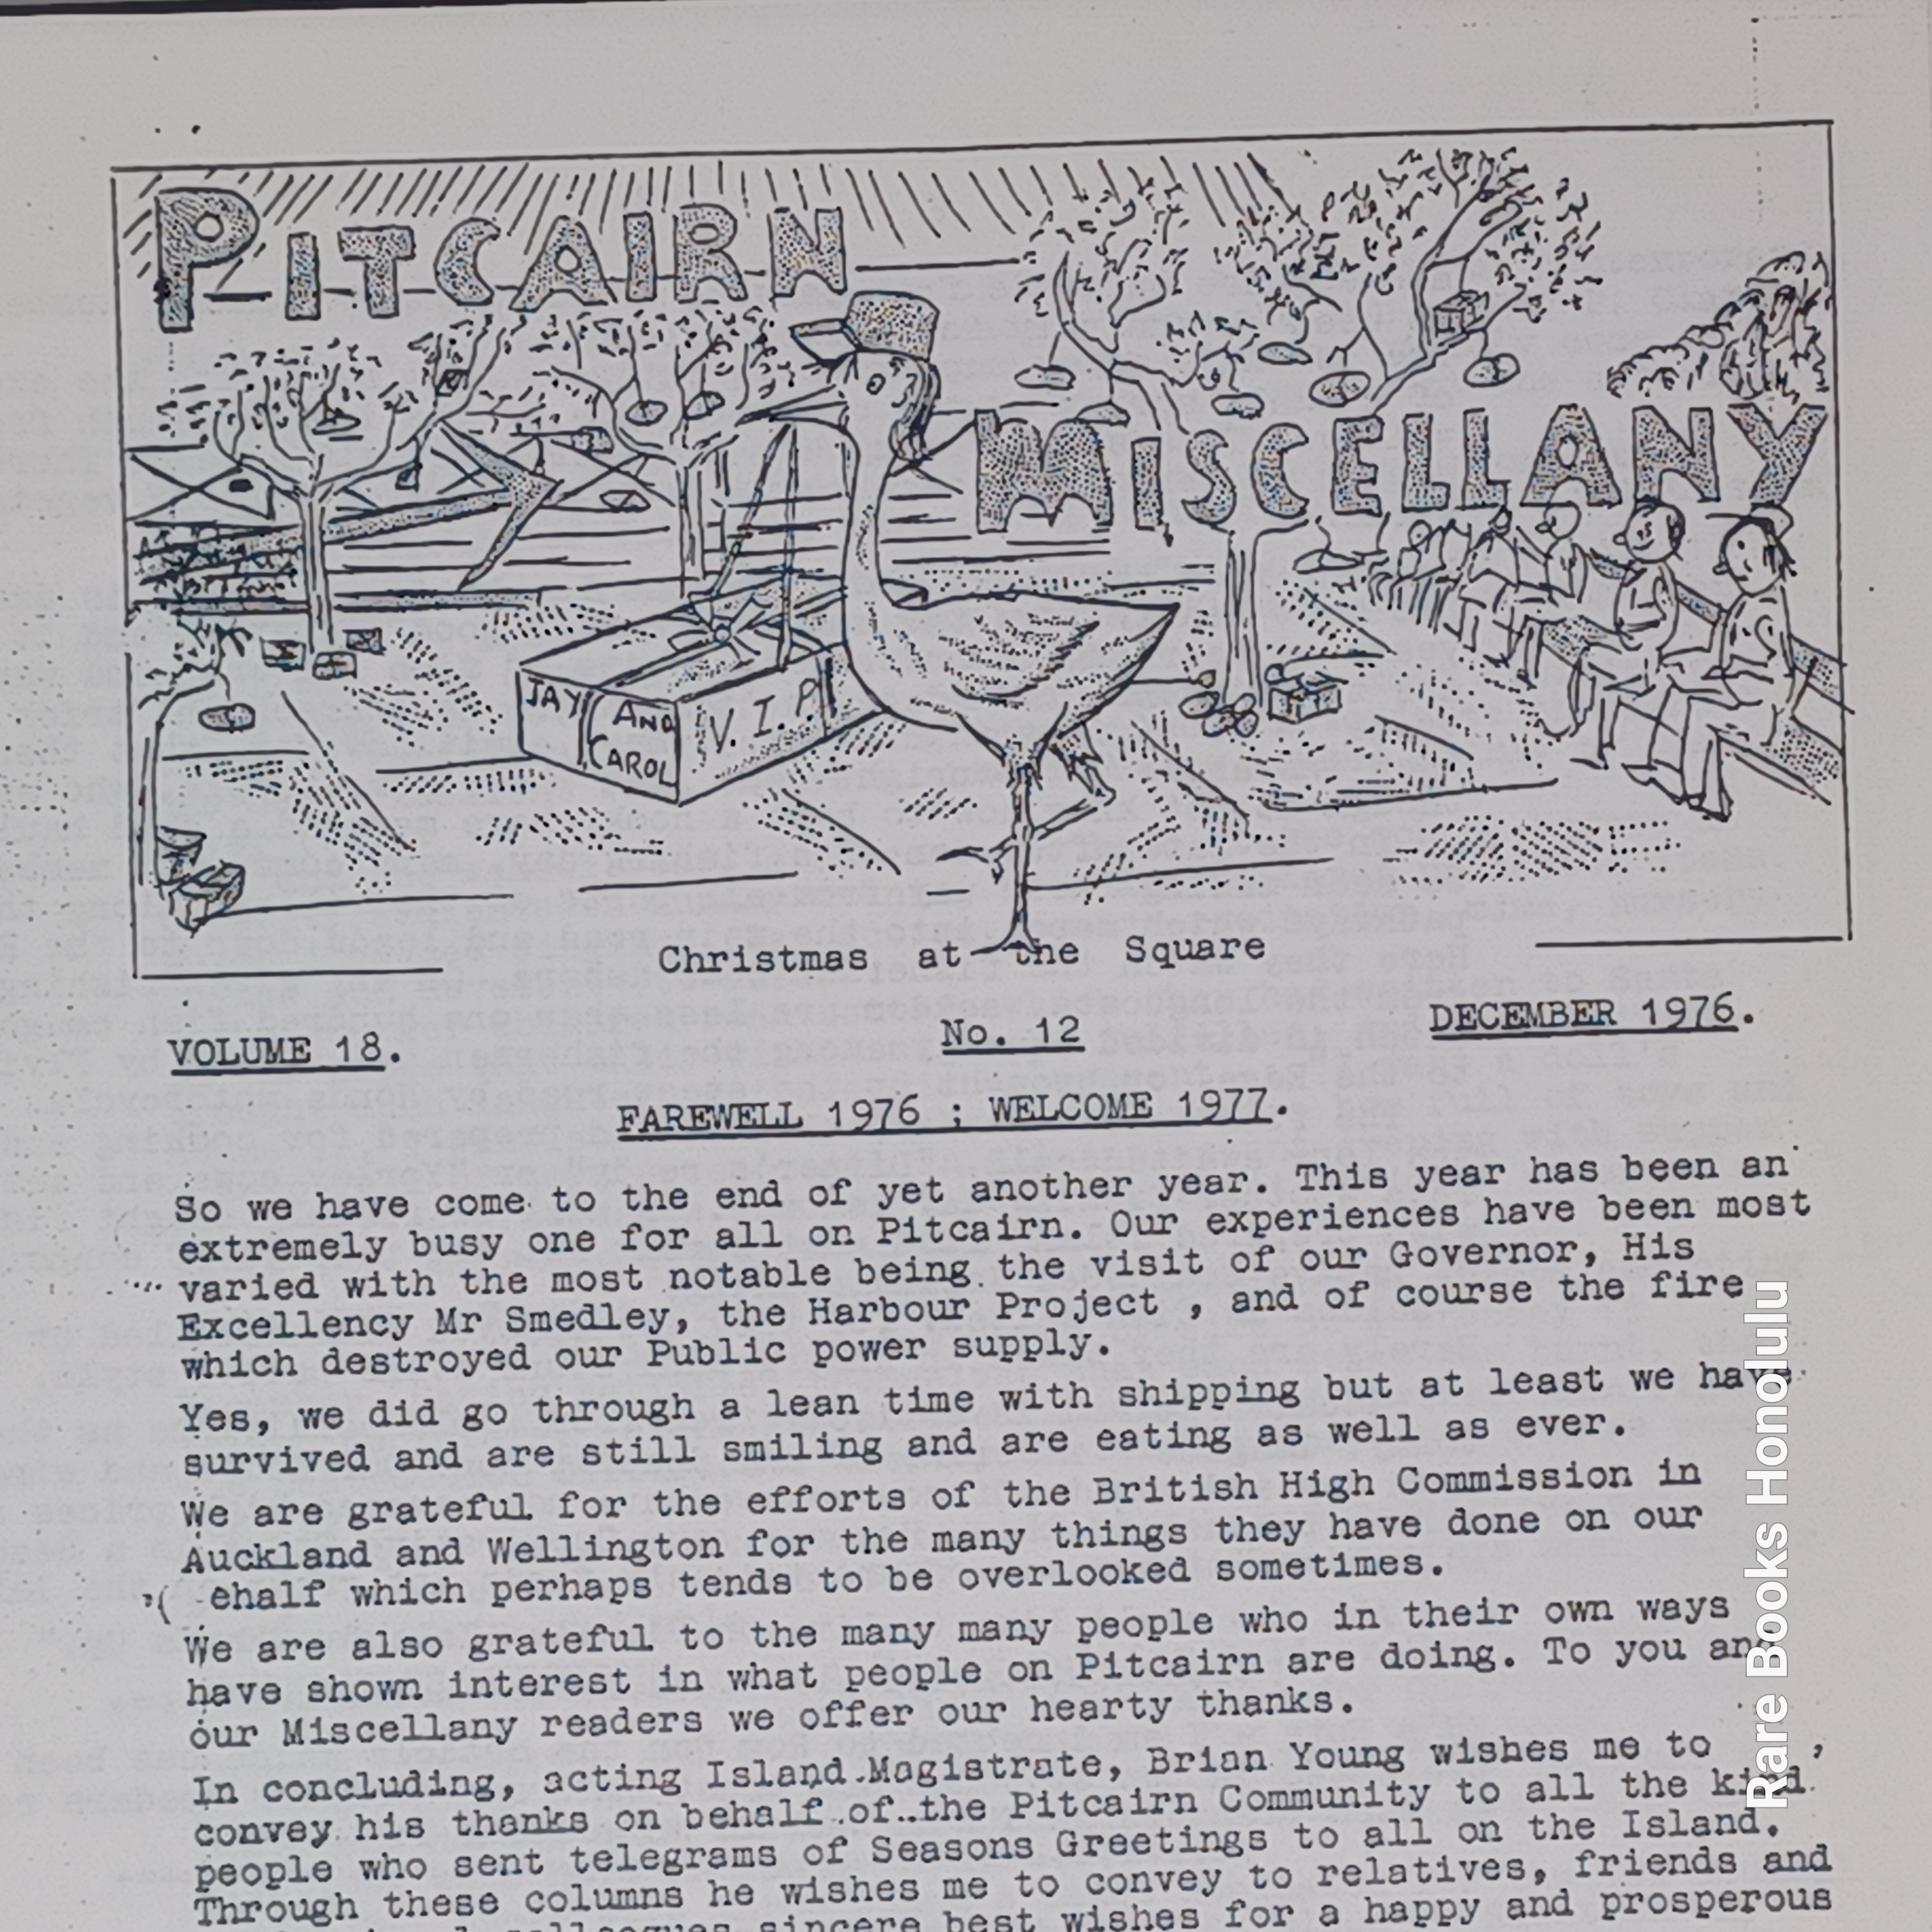 PITCAIRN
MISCELLANY
JAY AND CAROL
V.I.P
Christmas at the Square
VOLUME 18.
No. 12
DECEMBER 1976.
FAREWELL 1976 ; WELCOME 1977.
So we have come to the end of yet another year. This year has been an
extremely busy one for all on Pitcairn. Our experiences have been most
varied with the most notable being the visit of our Governor, His
Excellency Mr Smedley, the Harbour Project , and of course the fire
which destroyed our Public power supply.
Yes, we did go through a lean time with shipping but at least we have
survived and are still smiling and are eating as well as ever.
We are grateful for the efforts of the British High Commission in
Auckland and Wellington for the many things they have done on our
ehalf which perhaps tends to be overlooked sometimes.
We are also grateful to the many many people who in their own ways
have shown interest in what people on Pitcairn are doing. To you and
our Miscellany readers we offer our hearty thanks.
In concluding, acting Island Magistrate, Brian Young wishes me to
convey his thanks on behalf of the Pitcairn Community to all the kind
people who sent telegrams of Seasons Greetings to all on the Island.
Through these columns he wishes me to convey to relatives, friends and
sincere best wishes for a happy and prosperous
Rare Books Honolulu